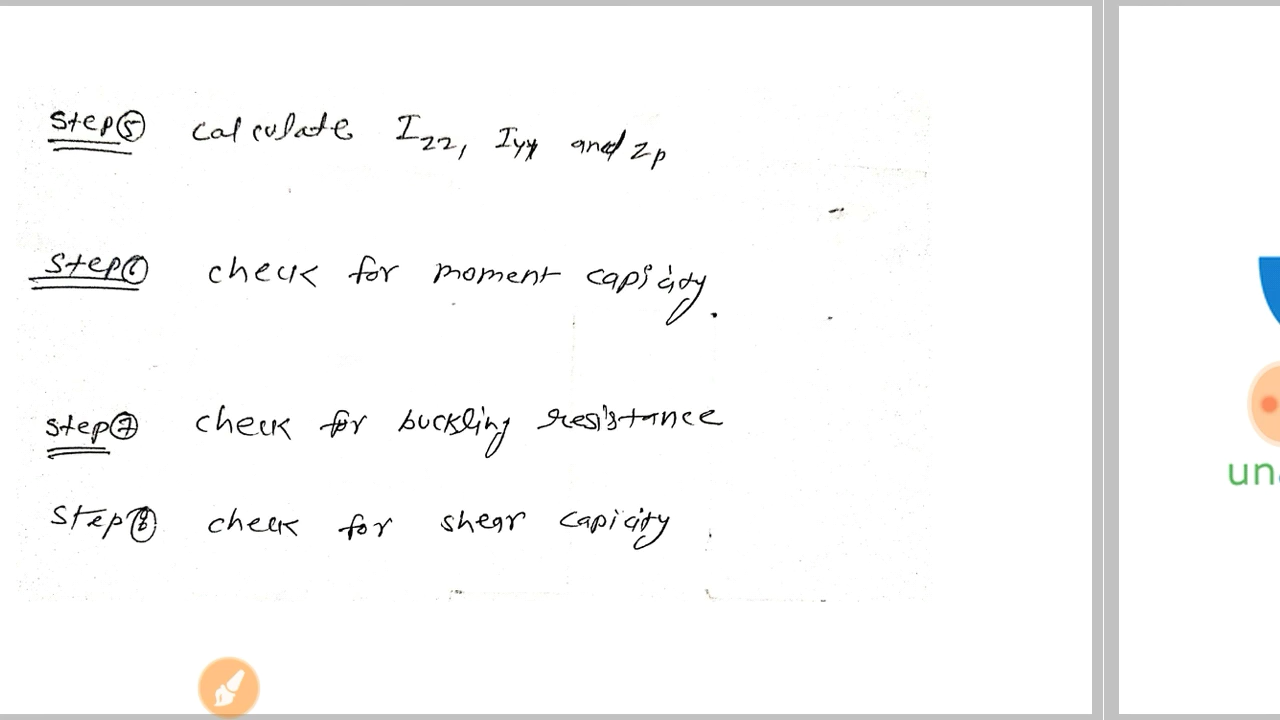 Step⑤ calculate Izz, Iyy and Zp
Step⑥ check for moment capicity.
Step⑦ check for buckling resistance
Step⑧ check for shear capicity
una